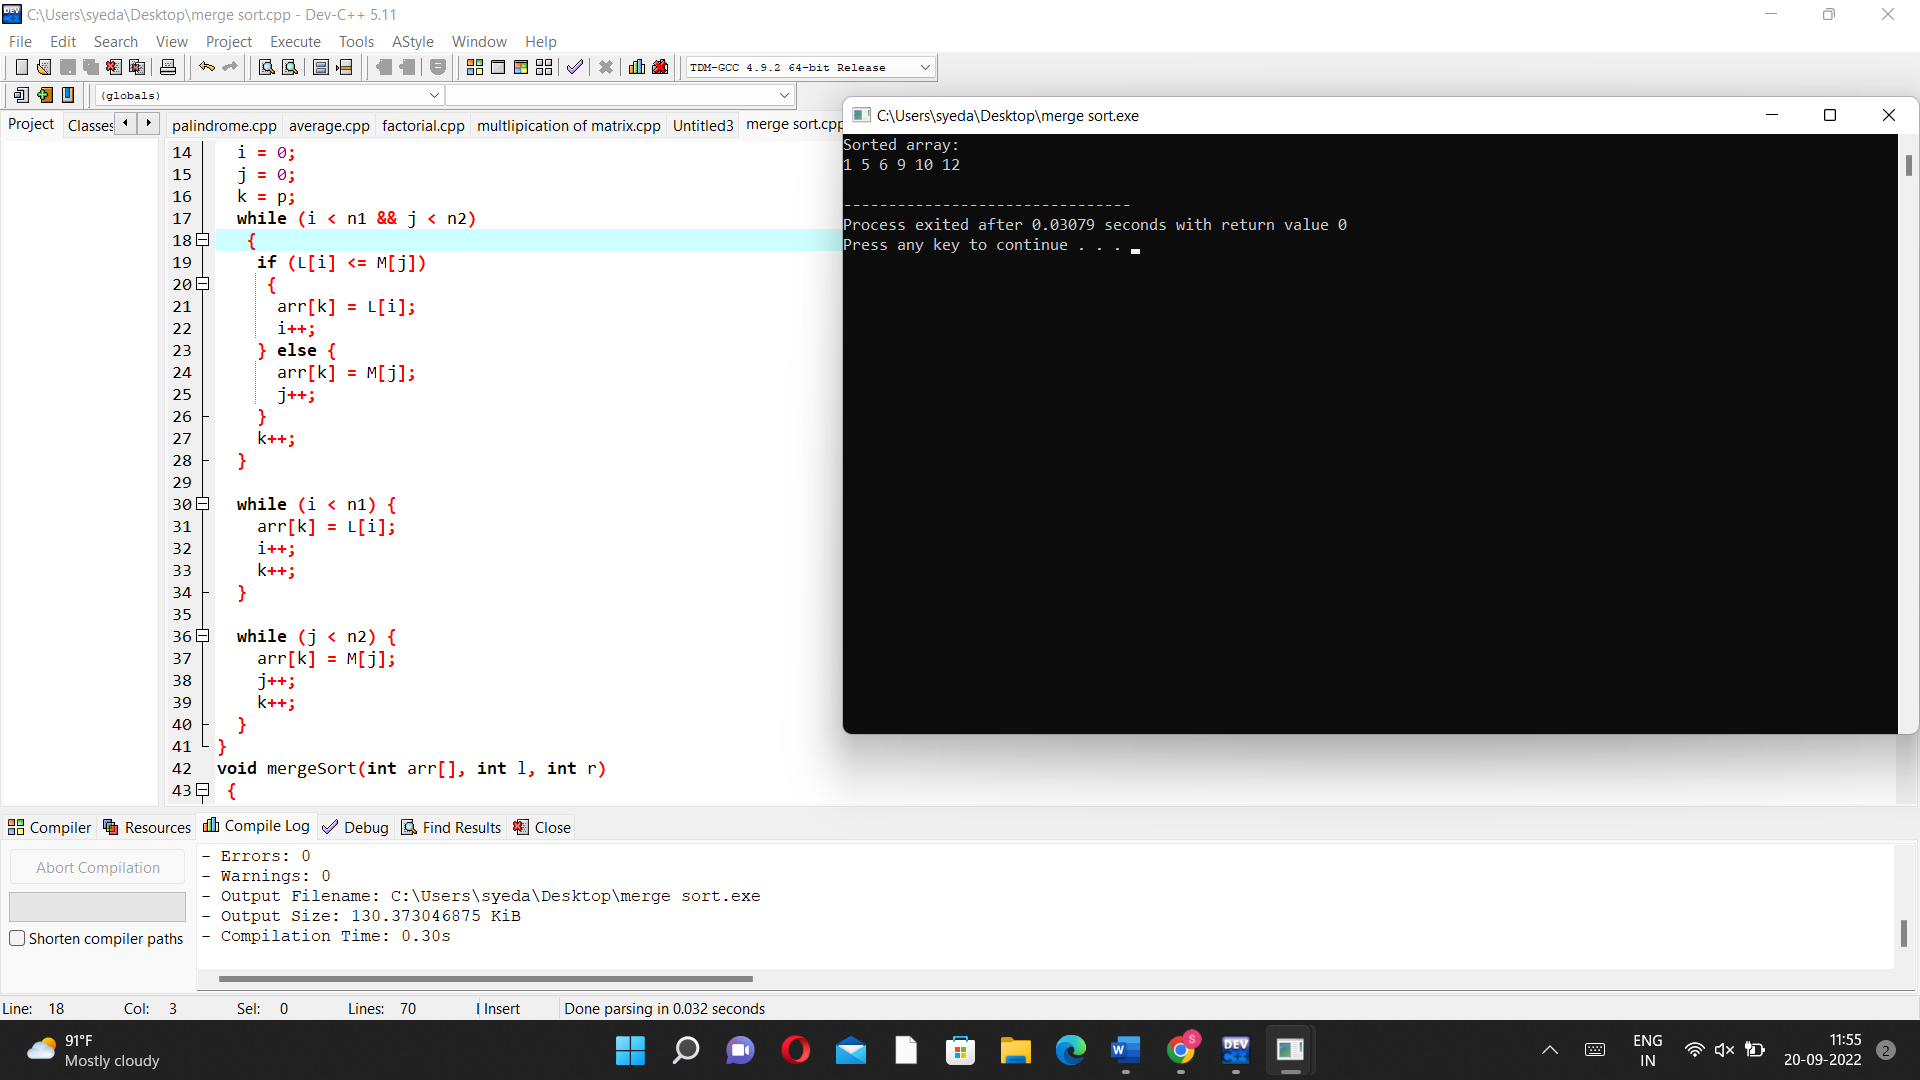 C:\Users\syeda\Desktop\merge sort.cpp - Dev-C++ 5.11
File Edit Search View Project Execute Tools AStyle Window Help
TDM-GCC 4.9.2 64-bit Release
(globals)
Project Classes
palindrome.cpp average.cpp factorial.cpp multlipication of matrix.cpp Untitled3 merge sort.cpp
14 i = 0;
15 j = 0;
16 k = p;
17 while (i < n1 && j < n2)
18 {
19 if (L[i] <= M[j])
20 {
21 arr[k] = L[i];
22 i++;
23 } else {
24 arr[k] = M[j];
25 j++;
26 }
27 k++;
28 }
29
30 while (i < n1) {
31 arr[k] = L[i];
32 i++;
33 k++;
34 }
35
36 while (j < n2) {
37 arr[k] = M[j];
38 j++;
39 k++;
40 }
41 }
42 void mergeSort(int arr[], int l, int r)
43 {
C:\Users\syeda\Desktop\merge sort.exe
Sorted array:
1 5 6 9 10 12
--------------------------------
Process exited after 0.03079 seconds with return value 0
Press any key to continue . . .
Compiler Resources Compile Log Debug Find Results Close
Abort Compilation
Shorten compiler paths
- Errors: 0
- Warnings: 0
- Output Filename: C:\Users\syeda\Desktop\merge sort.exe
- Output Size: 130.373046875 KiB
- Compilation Time: 0.30s
Line: 18 Col: 3 Sel: 0 Lines: 70 Insert Done parsing in 0.032 seconds
91°F
Mostly cloudy
W
S
DEV
C++
ENG
IN
11:55
20-09-2022
2